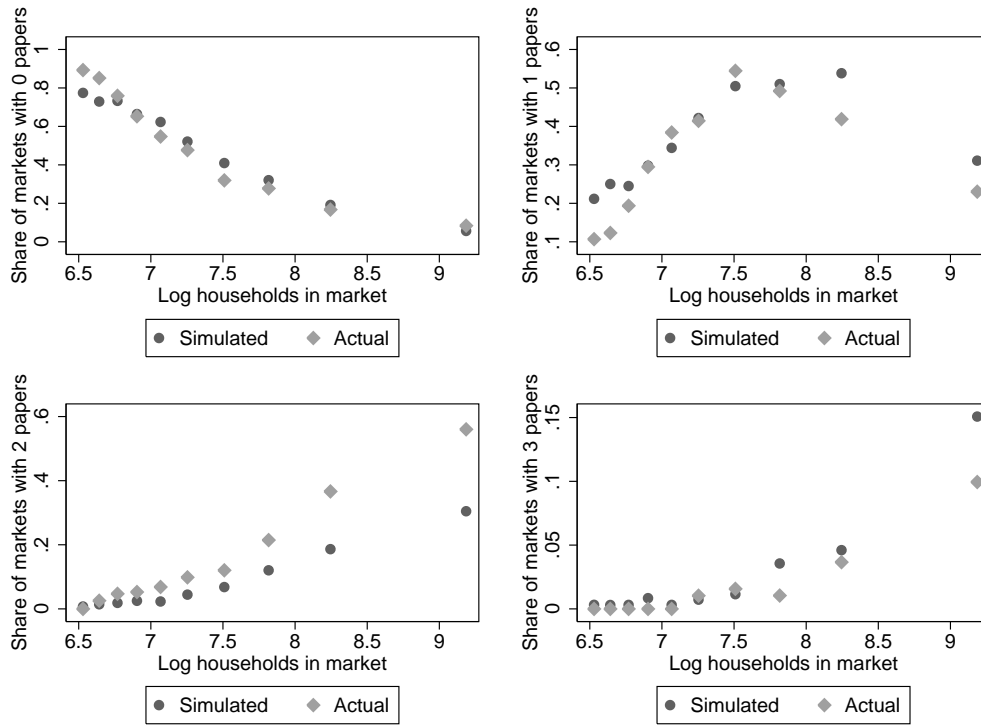 Share of markets with 0 papers
0 .2 .4 .6 .8 1
6.5 7 7.5 8 8.5 9
Log households in market
Simulated Actual
Share of markets with 1 papers
.1 .2 .3 .4 .5 .6
6.5 7 7.5 8 8.5 9
Log households in market
Simulated Actual
Share of markets with 2 papers
0 .2 .4 .6
6.5 7 7.5 8 8.5 9
Log households in market
Simulated Actual
Share of markets with 3 papers
0 .05 .1 .15
6.5 7 7.5 8 8.5 9
Log households in market
Simulated Actual